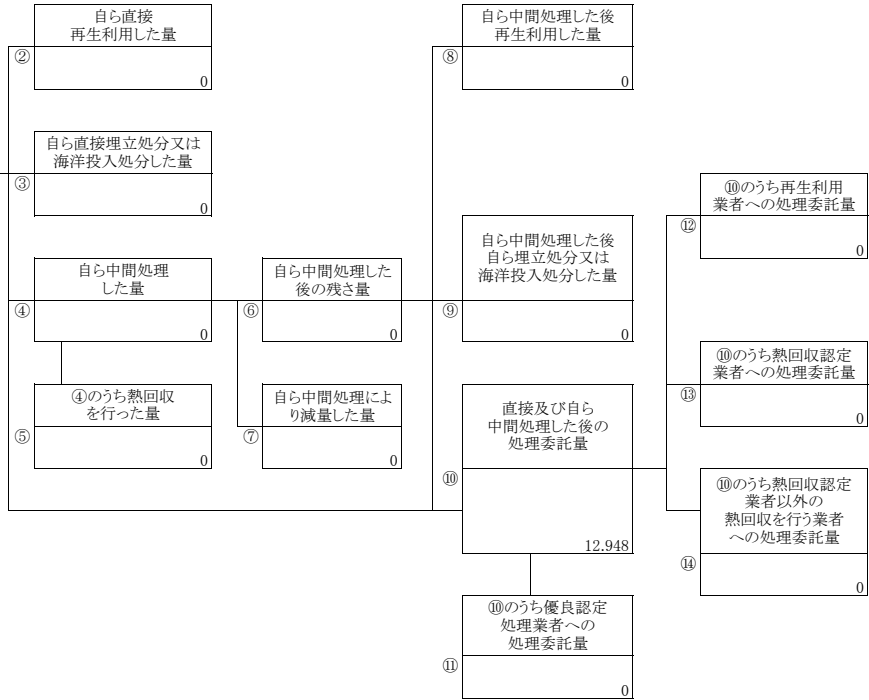 自ら直接
再生利用した量
②
0
自ら直接埋立処分又は
海洋投入処分した量
③
0
自ら中間処理
した量
④
0
④のうち熱回収
を行った量
⑤
0
自ら中間処理した
後の残さ量
⑥
0
自ら中間処理によ
り減量した量
⑦
0
自ら中間処理した後
再生利用した量
⑧
0
自ら中間処理した後
自ら埋立処分又は
海洋投入処分した量
⑨
0
直接及び自ら
中間処理した後の
処理委託量
⑩
12.948
⑩のうち優良認定
処理業者への
処理委託量
⑪
0
⑩のうち再生利用
業者への処理委託量
⑫
0
⑩のうち熱回収認定
業者への処理委託量
⑬
0
⑩のうち熱回収認定
業者以外の
熱回収を行う業者
への処理委託量
⑭
0